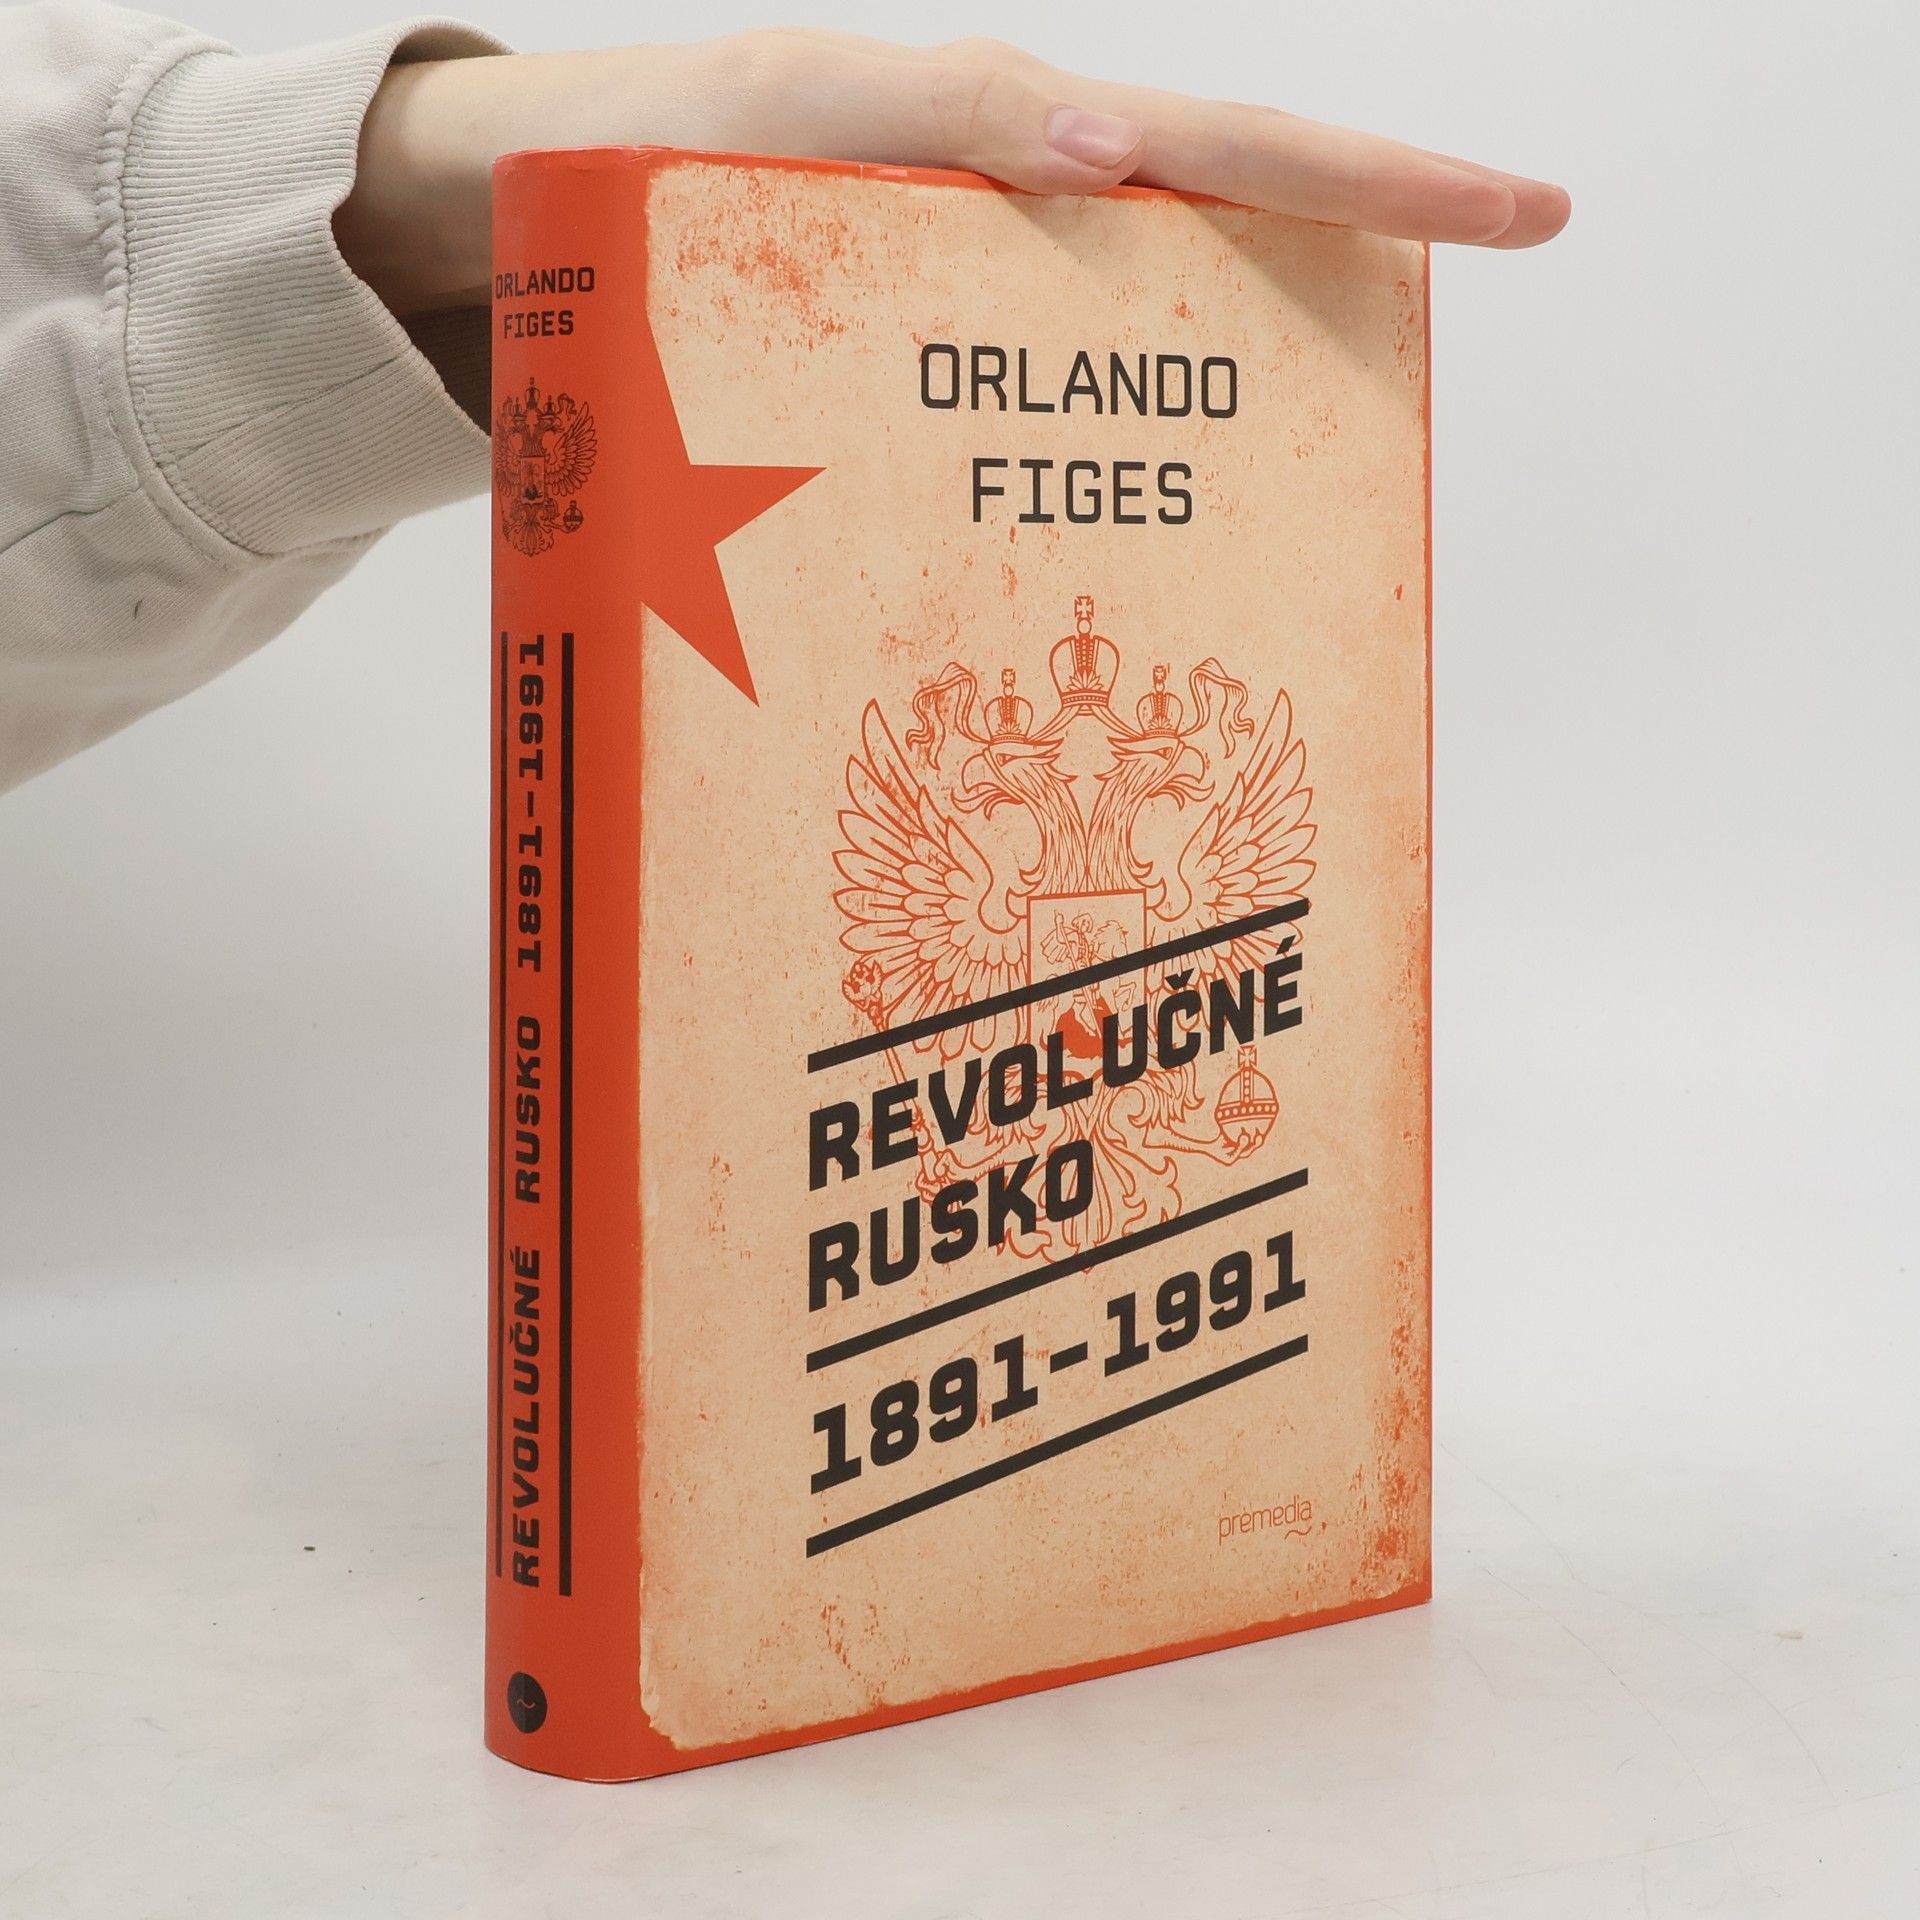 ORLANDO
FIGES
REVOLUČNÉ RUSKO 1891-1991
ORLANDO
FIGES
REVOLUČNÉ
RUSKO
1891-1991
premedia